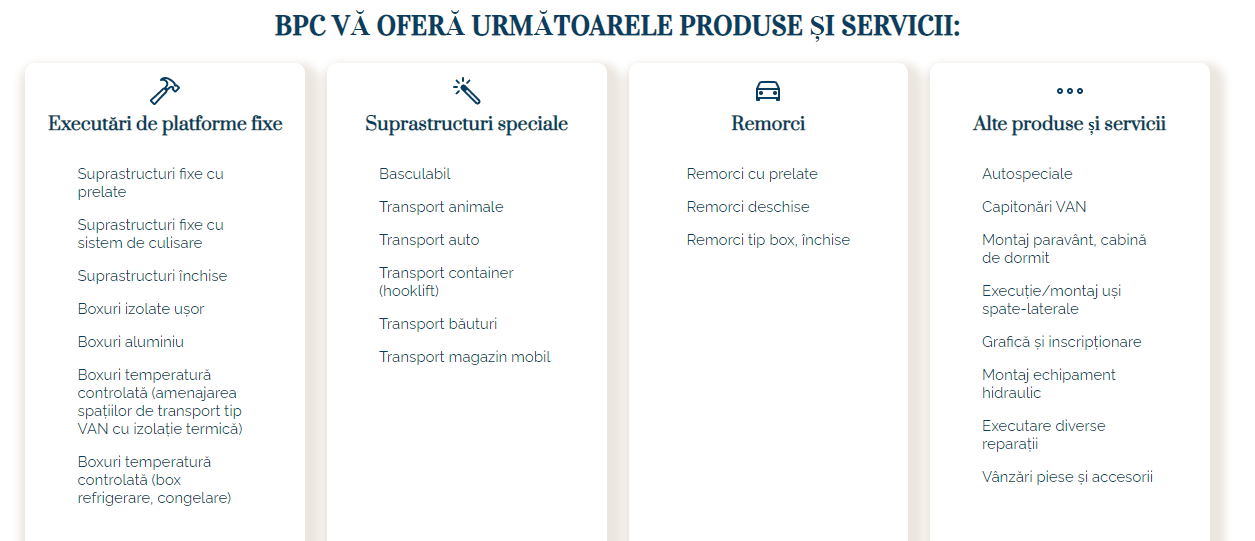 BPC VĂ OFERĂ URMĂTOARELE PRODUSE ȘI SERVICII:
Executări de platforme fixe
Suprastructuri fixe cu
prelate
Suprastructuri fixe cu
sistem de culisare
Suprastructuri închise
Boxuri izolate ușor
Boxuri aluminiu
Boxuri temperatură
controlată (amenajarea
spațiilor de transport tip
VAN cu izolație termică)
Boxuri temperatură
controlată (box
refrigerare, congelare)
Suprastructuri speciale
Basculabil
Transport animale
Transport auto
Transport container
(hooklift)
Transport băuturi
Transport magazin mobil
Remorci
Remorci cu prelate
Remorci deschise
Remorci tip box, închise
Alte produse și servicii
Autospeciale
Capitonări VAN
Montaj paravânt, cabină
de dormit
Execuție/montaj uși
spate-laterale
Grafică și inscripționare
Montaj echipament
hidraulic
Executare diverse
reparații
Vânzări piese și accesorii